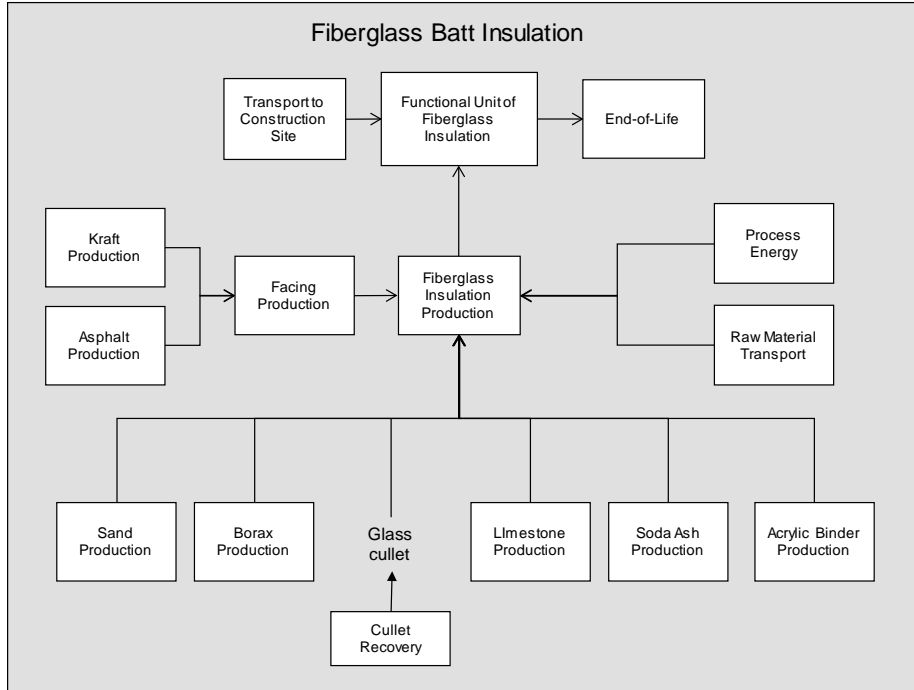 Fiberglass Batt Insulation
Transport to
Construction
Site
Functional Unit of
Fiberglass
Insulation
End-of-Life
Kraft
Production
Asphalt
Production
Facing
Production
Fiberglass
Insulation
Production
Process
Energy
Raw Material
Transport
Sand
Production
Borax
Production
Glass
cullet
LImestone
Production
Soda Ash
Production
Acrylic Binder
Production
Cullet
Recovery